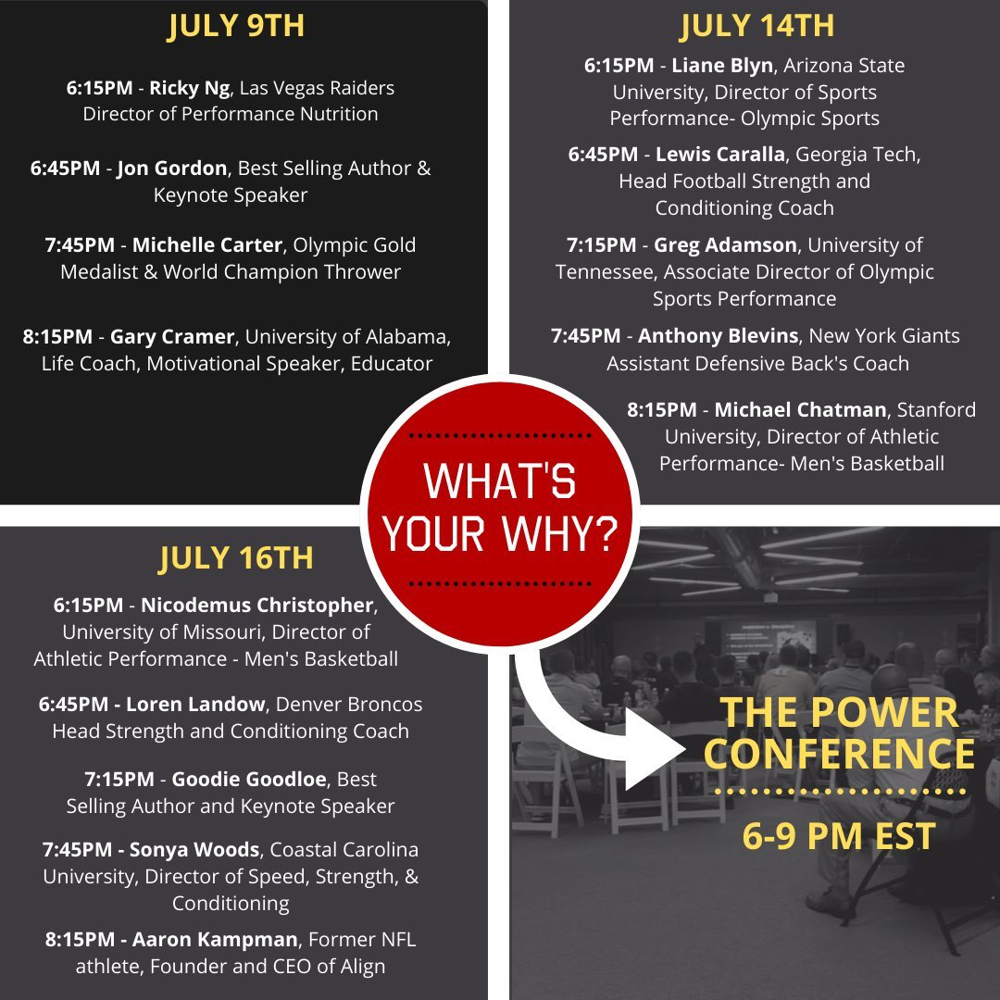 JULY 9TH
6:15PM - Ricky Ng, Las Vegas Raiders
Director of Performance Nutrition
6:45PM - Jon Gordon, Best Selling Author &
Keynote Speaker
7:45PM - Michelle Carter, Olympic Gold
Medalist & World Champion Thrower
8:15PM - Gary Cramer, University of Alabama,
Life Coach, Motivational Speaker, Educator
JULY 14TH
6:15PM - Liane Blyn, Arizona State
University, Director of Sports
Performance- Olympic Sports
6:45PM - Lewis Caralla, Georgia Tech,
Head Football Strength and
Conditioning Coach
7:15PM - Greg Adamson, University of
Tennessee, Associate Director of Olympic
Sports Performance
7:45PM - Anthony Blevins, New York Giants
Assistant Defensive Back's Coach
8:15PM - Michael Chatman, Stanford
University, Director of Athletic
Performance- Men's Basketball
WHAT'S
YOUR WHY?
JULY 16TH
6:15PM - Nicodemus Christopher,
University of Missouri, Director of
Athletic Performance - Men's Basketball
6:45PM - Loren Landow, Denver Broncos
Head Strength and Conditioning Coach
7:15PM - Goodie Goodloe, Best
Selling Author and Keynote Speaker
7:45PM - Sonya Woods, Coastal Carolina
University, Director of Speed, Strength, &
Conditioning
8:15PM - Aaron Kampman, Former NFL
athlete, Founder and CEO of Align
THE POWER
CONFERENCE
6-9 PM EST